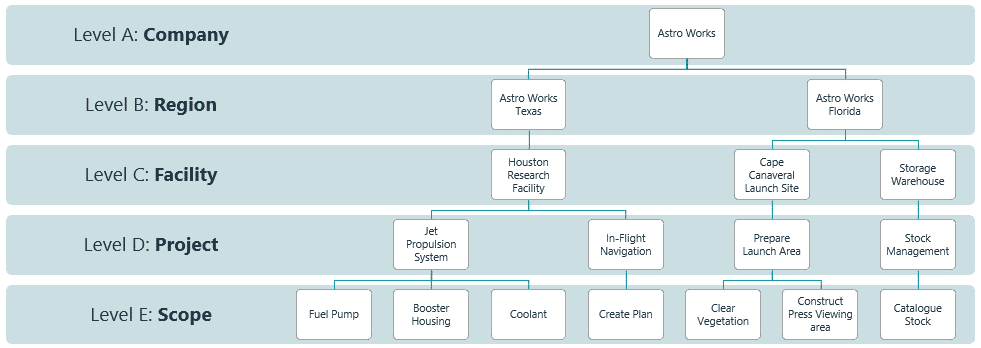 Level A: Company
Astro Works
Level B: Region
Astro Works
Texas
Astro Works
Florida
Level C: Facility
Houston
Research
Facility
Cape
Canaveral
Launch Site
Storage
Warehouse
Level D: Project
Jet
Propulsion
System
In-Flight
Navigation
Prepare
Launch Area
Stock
Management
Level E: Scope
Fuel Pump
Booster
Housing
Coolant
Create Plan
Clear
Vegetation
Construct
Press Viewing
area
Catalogue
Stock